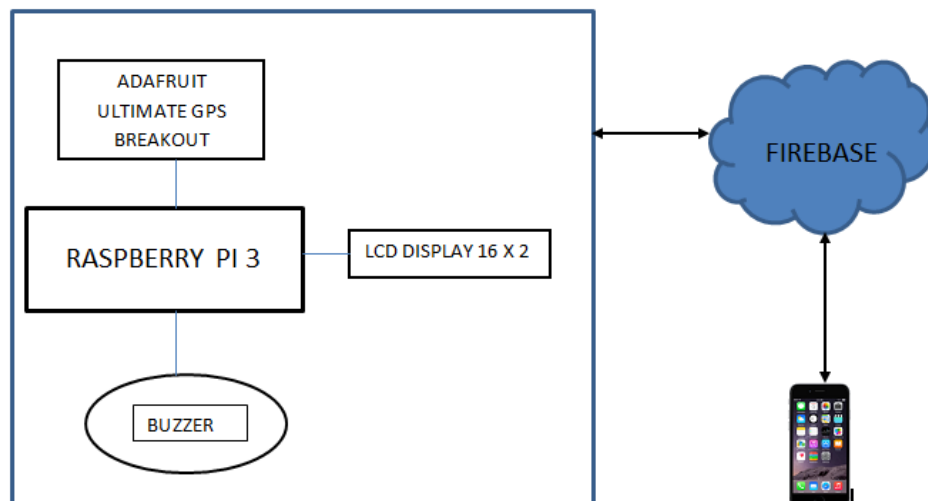 ADAFRUIT
ULTIMATE GPS
BREAKOUT
FIREBASE
RASPBERRY PI 3
LCD DISPLAY 16 X 2
BUZZER